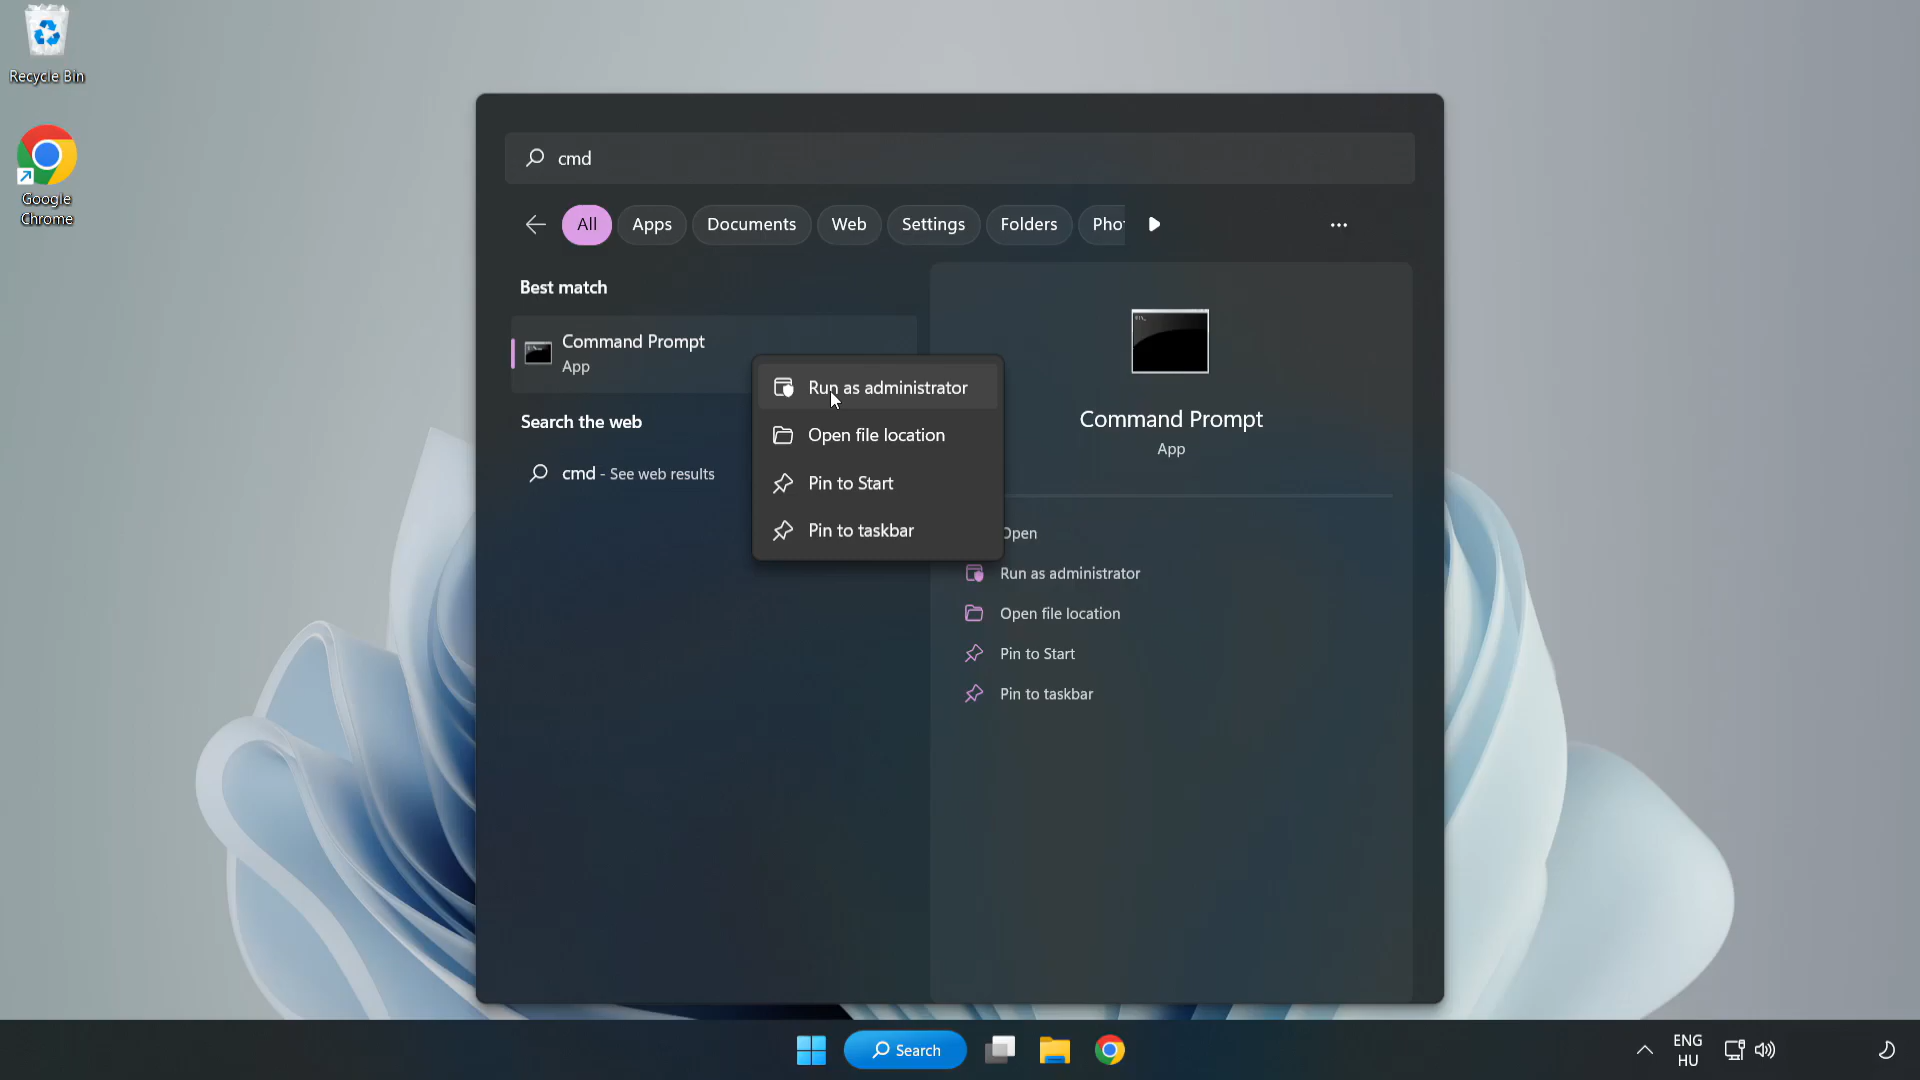 Recycle Bin
Google
Chrome
cmd
All
Apps
Documents
Web
Settings
Folders
Pho
Best match
Command Prompt
App
Search the web
cmd - See web results
Run as administrator
Open file location
Pin to Start
Pin to taskbar
Command Prompt
App
Open
Run as administrator
Open file location
Pin to Start
Pin to taskbar
Search
ENG
HU